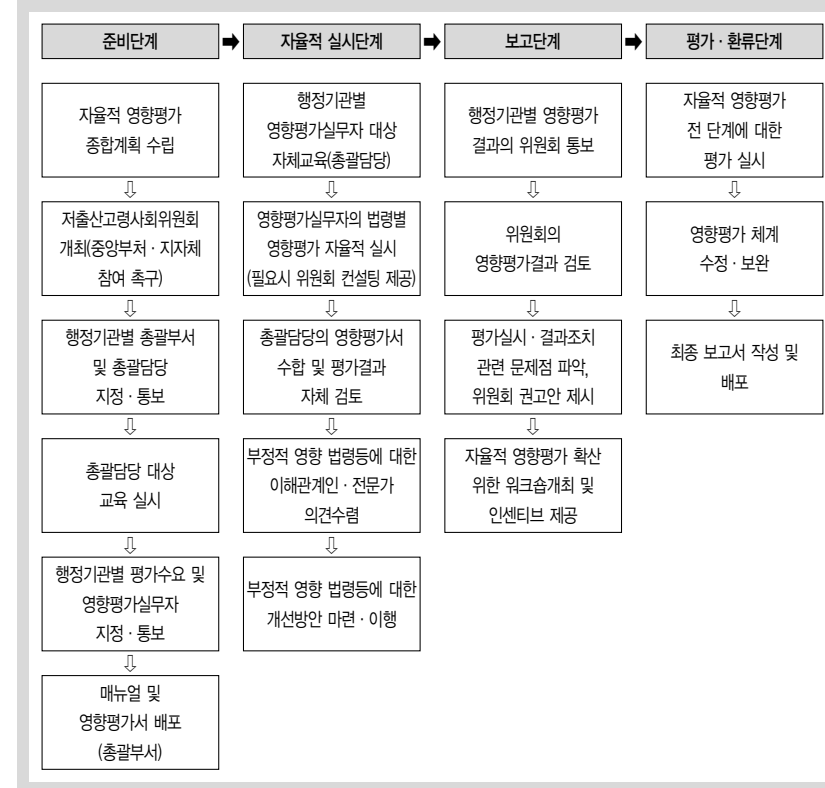 준비단계
자율적 영향평가
종합계획 수립
저출산고령사회위원회
개최(중앙부처 · 지자체
참여 촉구)
행정기관별 총괄부서
및 총괄담당
지정 · 통보
총괄담당 대상
교육 실시
행정기관별 평가수요 및
영향평가실무자
지정 · 통보
매뉴얼 및
영향평가서 배포
(총괄부서)
자율적 실시단계
행정기관별
영향평가실무자 대상
자체교육(총괄담당)
영향평가실무자의 법령별
영향평가 자율적 실시
(필요시 위원회 컨설팅 제공)
총괄담당의 영향평가서
수합 및 평가결과
자체 검토
부정적 영향 법령등에 대한
이해관계인 · 전문가
의견수렴
부정적 영향 법령등에 대한
개선방안 마련 · 이행
보고단계
행정기관별 영향평가
결과의 위원회 통보
위원회의
영향평가결과 검토
평가실시 · 결과조치
관련 문제점 파악,
위원회 권고안 제시
자율적 영향평가 확산
위한 워크숍개최 및
인센티브 제공
평가 · 환류단계
자율적 영향평가
전 단계에 대한
평가 실시
영향평가 체계
수정 · 보완
최종 보고서 작성 및
배포